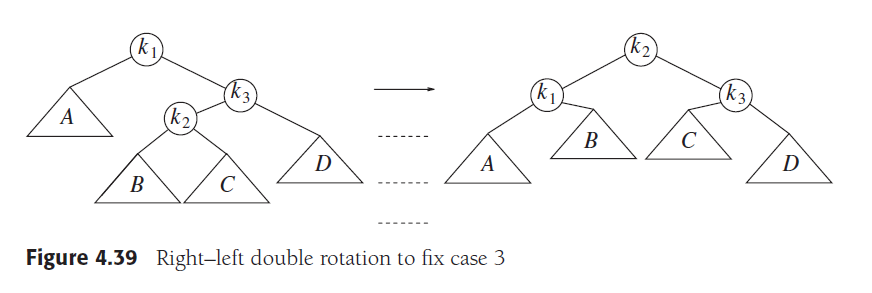 k1 k2
k3 k1 k3
A k2
B C
D A D
B C
Figure 4.39 Right–left double rotation to fix case 3